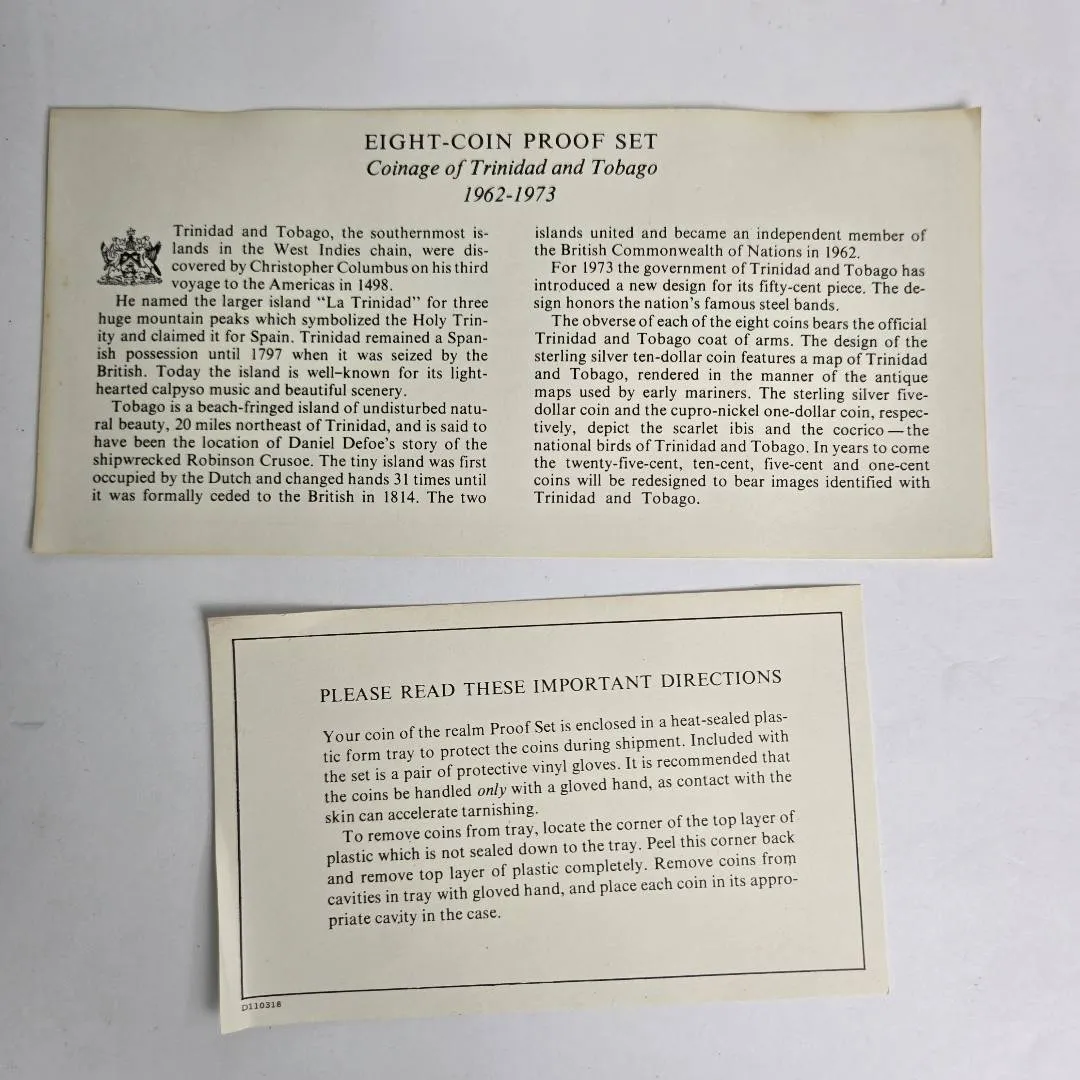 EIGHT-COIN PROOF SET
Coinage of Trinidad and Tobago
1962-1973
Trinidad and Tobago, the southernmost is-
lands in the West Indies chain, were dis-
covered by Christopher Columbus on his third
voyage to the Americas in 1498.
He named the larger island "La Trinidad" for three
huge mountain peaks which symbolized the Holy Trin-
ity and claimed it for Spain. Trinidad remained a Span-
ish possession until 1797 when it was seized by the
British. Today the island is well-known for its light-
hearted calypso music and beautiful scenery.
Tobago is a beach-fringed island of undisturbed natu-
ral beauty, 20 miles northeast of Trinidad, and is said to
have been the location of Daniel Defoe's story of the
shipwrecked Robinson Crusoe. The tiny island was first
occupied by the Dutch and changed hands 31 times until
it was formally ceded to the British in 1814. The two
islands united and became an independent member of
the British Commonwealth of Nations in 1962.
For 1973 the government of Trinidad and Tobago has
introduced a new design for its fifty-cent piece. The de-
sign honors the nation's famous steel bands.
The obverse of each of the eight coins bears the official
Trinidad and Tobago coat of arms. The design of the
sterling silver ten-dollar coin features a map of Trinidad
and Tobago, rendered in the manner of the antique
maps used by early mariners. The sterling silver five-
dollar coin and the cupro-nickel one-dollar coin, respec-
tively, depict the scarlet ibis and the cocrico—the
national birds of Trinidad and Tobago. In years to come
the twenty-five-cent, ten-cent, five-cent and one-cent
coins will be redesigned to bear images identified with
Trinidad and Tobago.
PLEASE READ THESE IMPORTANT DIRECTIONS
Your coin of the realm Proof Set is enclosed in a heat-sealed plas-
tic form tray to protect the coins during shipment. Included with
the set is a pair of protective vinyl gloves. It is recommended that
the coins be handled only with a gloved hand, as contact with the
skin can accelerate tarnishing.
To remove coins from tray, locate the corner of the top layer of
plastic which is not sealed down to the tray. Peel this corner back
and remove top layer of plastic completely. Remove coins from
cavities in tray with gloved hand, and place each coin in its appro-
priate cavity in the case.
D110318